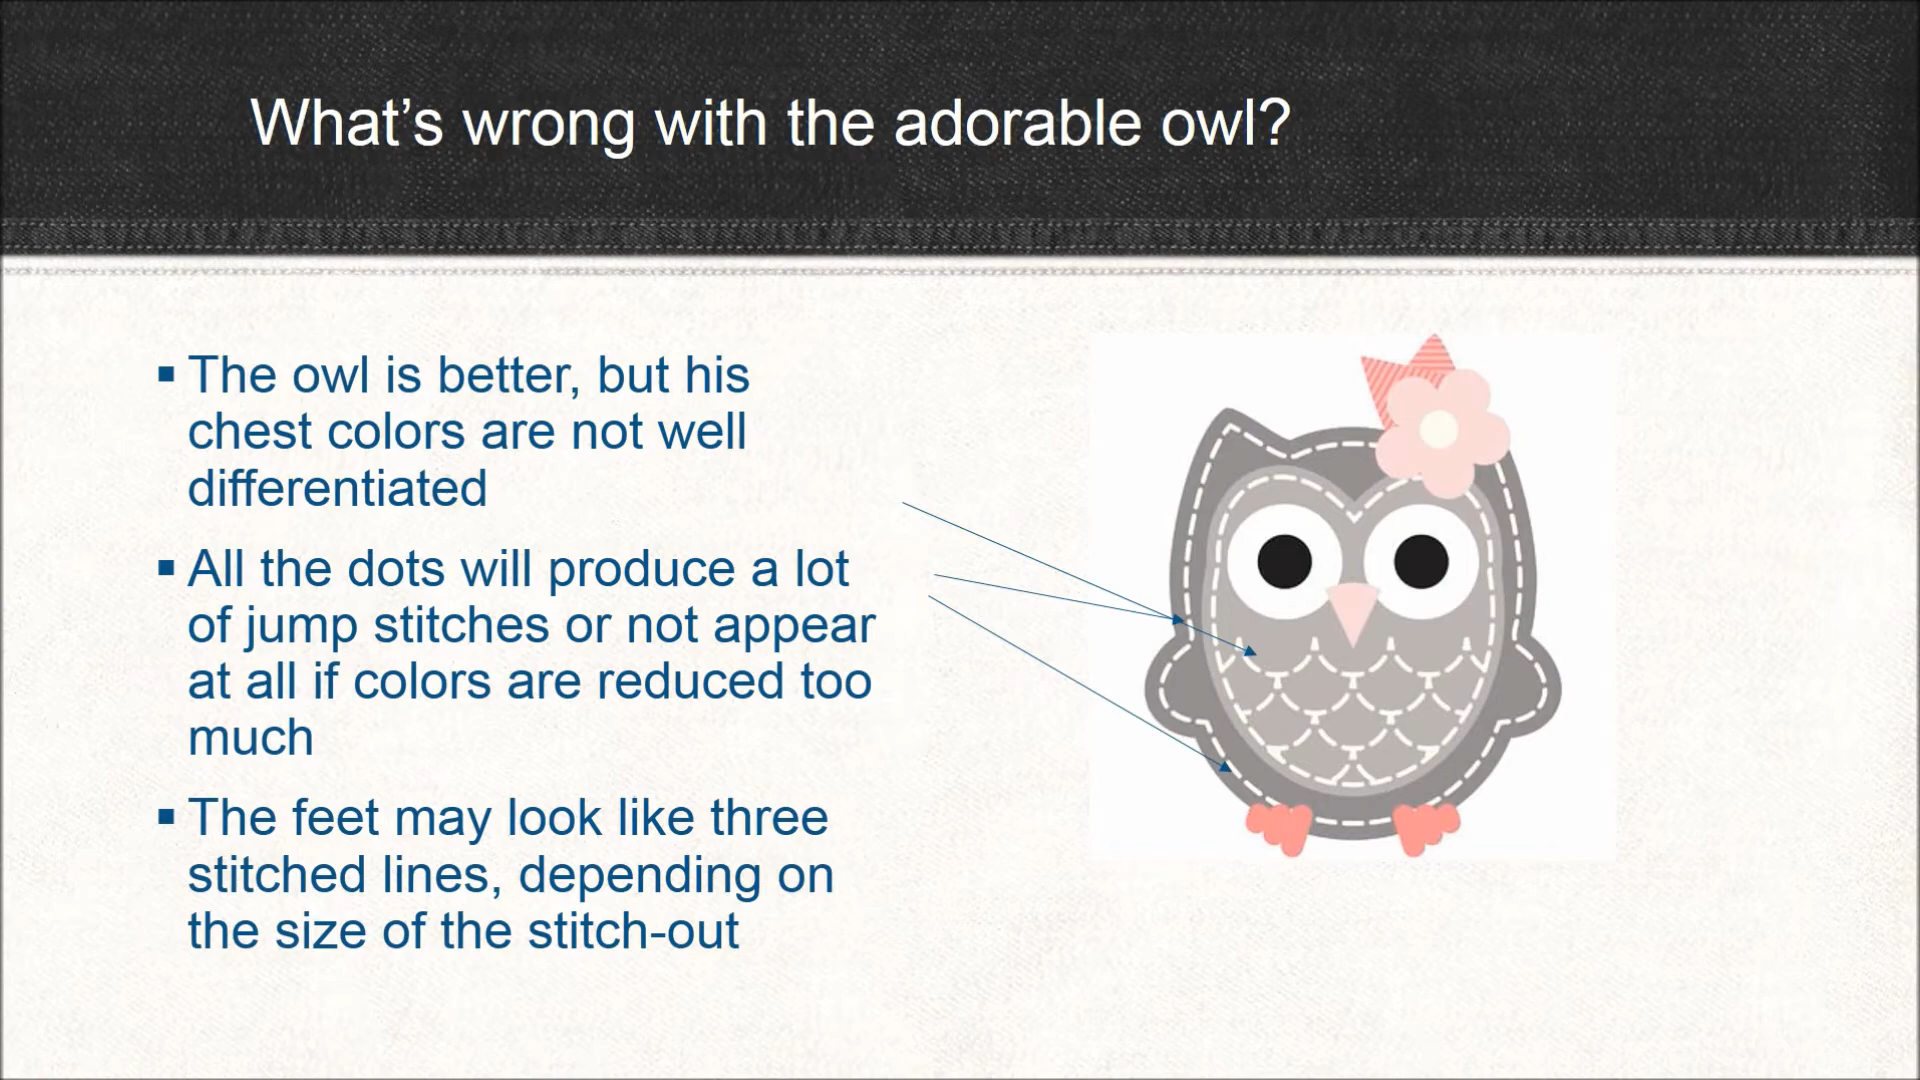 What’s wrong with the adorable owl?
▪ The owl is better, but his
chest colors are not well
differentiated
▪ All the dots will produce a lot
of jump stitches or not appear
at all if colors are reduced too
much
▪ The feet may look like three
stitched lines, depending on
the size of the stitch-out